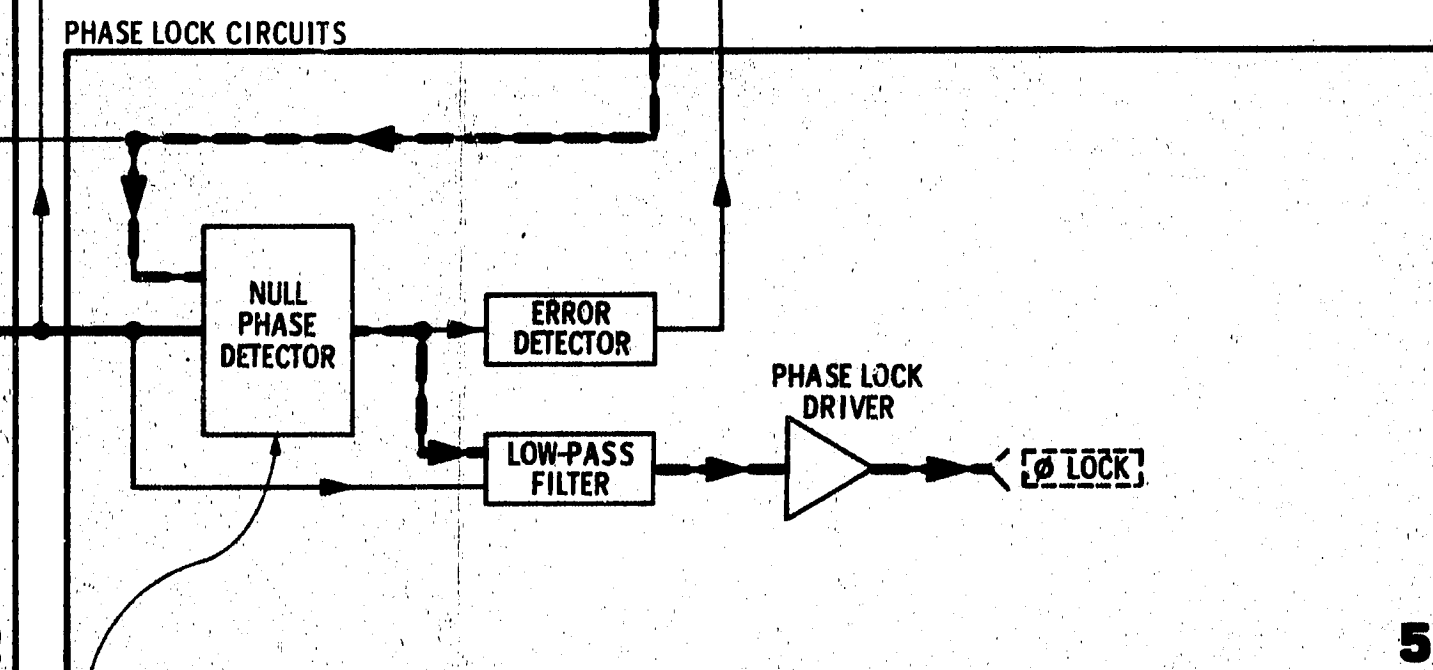 PHASE LOCK CIRCUITS
NULL
PHASE
DETECTOR
ERROR
DETECTOR
PHASE LOCK
DRIVER
LOW-PASS
FILTER
ø LOCK
5